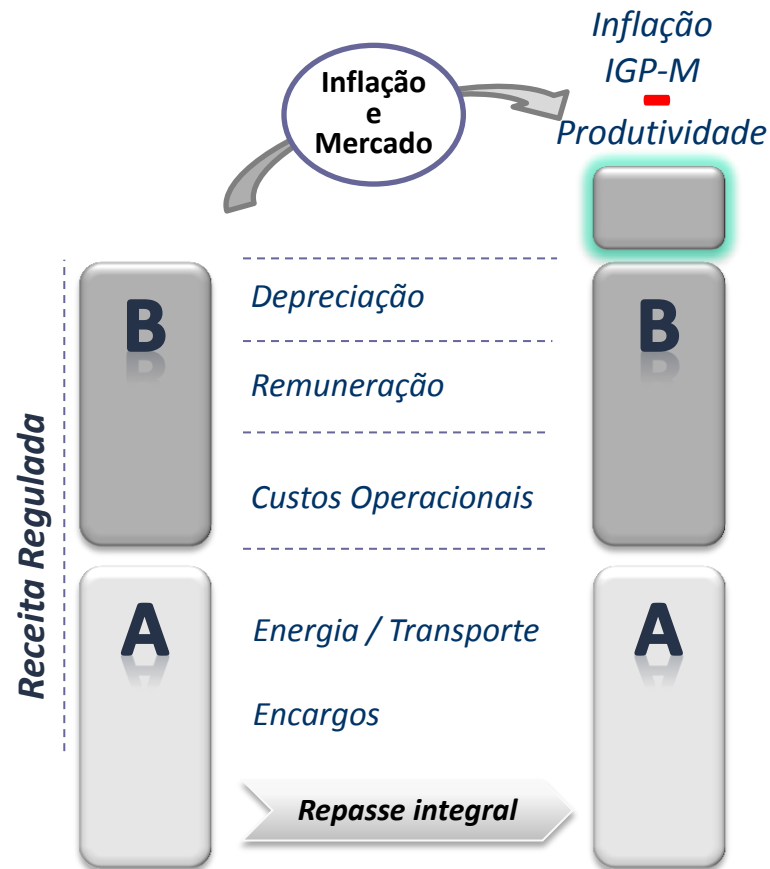 Inflação
IGP-M
-
Produtividade
Inflação
e
Mercado
Receita Regulada
B
Depreciação
Remuneração
Custos Operacionais
B
A
Energia / Transporte
Encargos
A
Repasse integral